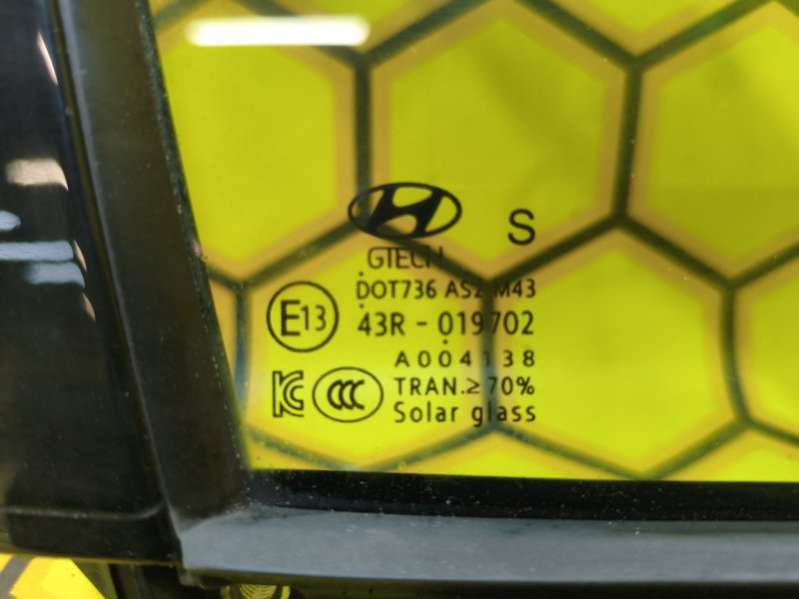 S
GTECH
DOT736 AS2 M43
E13
43R - 019702
A004138
TRAN.≥70%
Solar glass